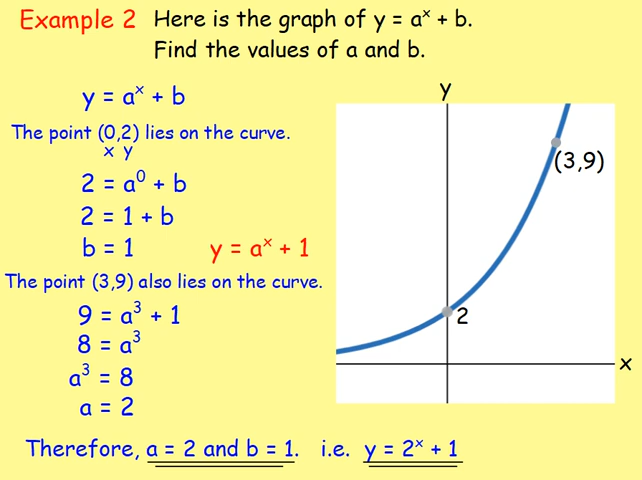 Example 2 Here is the graph of y = aˣ + b.
Find the values of a and b.
y = aˣ + b
The point (0,2) lies on the curve.
x y
2 = a⁰ + b
2 = 1 + b
b = 1 y = aˣ + 1
The point (3,9) also lies on the curve.
9 = a³ + 1
8 = a³
a³ = 8
a = 2
Therefore, a = 2 and b = 1. i.e. y = 2ˣ + 1
y
(3,9)
2
x